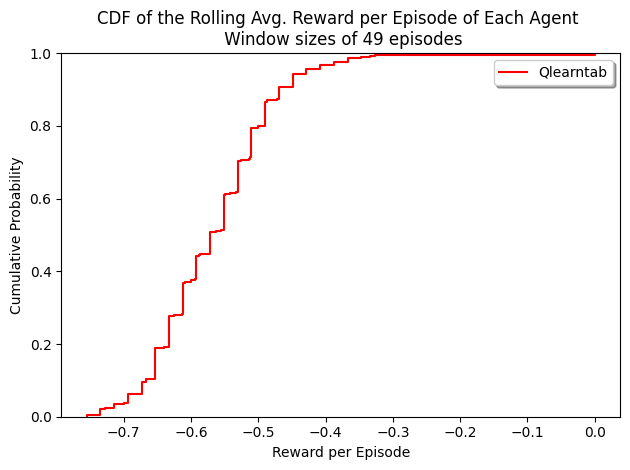 CDF of the Rolling Avg. Reward per Episode of Each Agent
Window sizes of 49 episodes
Qlearntab
1.0
0.8
0.6
0.4
0.2
0.0
Cumulative Probability
−0.7 −0.6 −0.5 −0.4 −0.3 −0.2 −0.1 0.0
Reward per Episode